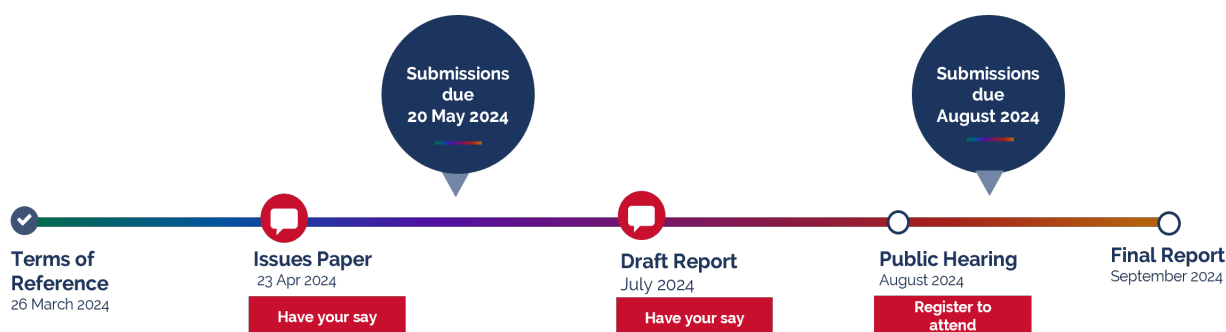 Submissions
due
20 May 2024
Submissions
due
August 2024
Terms of
Reference
26 March 2024
Issues Paper
23 Apr 2024
Have your say
Draft Report
July 2024
Have your say
Public Hearing
August 2024
Register to
attend
Final Report
September 2024